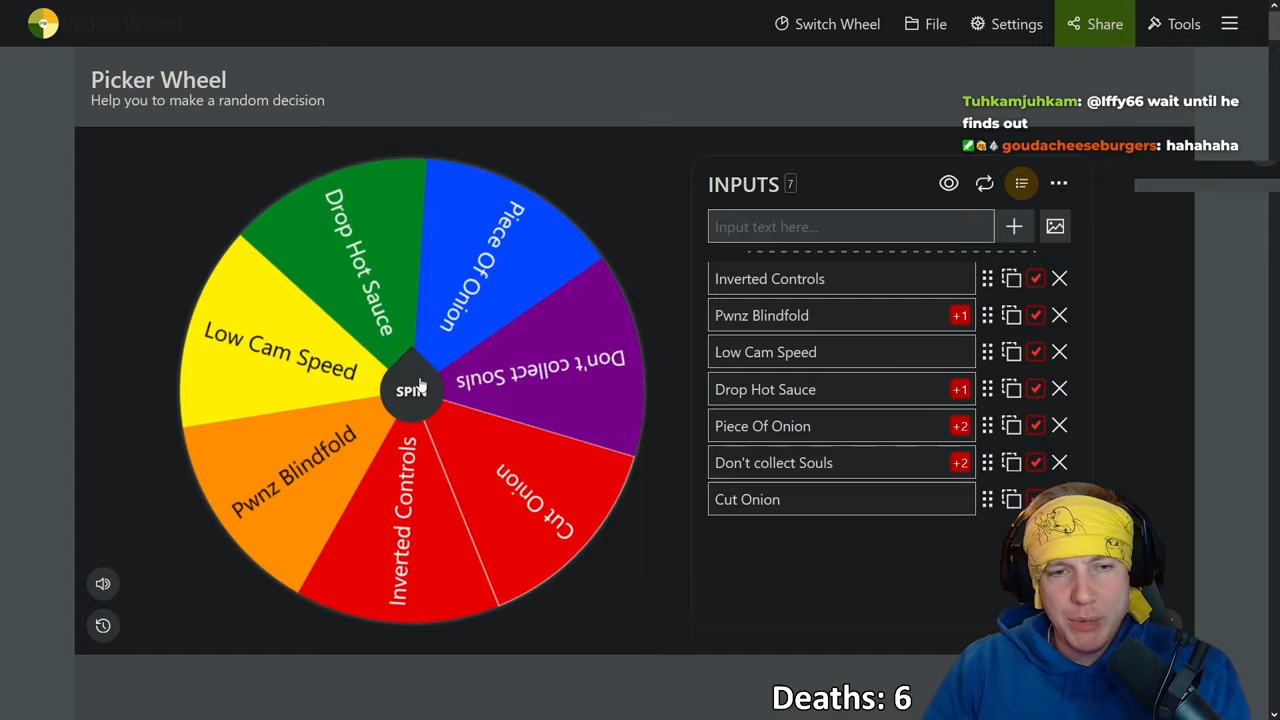 Switch Wheel
File
Settings
Share
Tools
Picker Wheel
Help you to make a random decision
Tuhkamjuhkam: @Iffy66 wait until he
finds out
goudacheeseburgers: hahahaha
INPUTS 7
Input text here...
Inverted Controls
Pwnz Blindfold +1
Low Cam Speed
Drop Hot Sauce +1
Piece Of Onion +2
Don't collect Souls +2
Cut Onion
Drop Hot Sauce
Piece Of Onion
Don't collect Souls
Cut Onion
Inverted Controls
Pwnz Blindfold
Low Cam Speed
SPIN
Deaths: 6